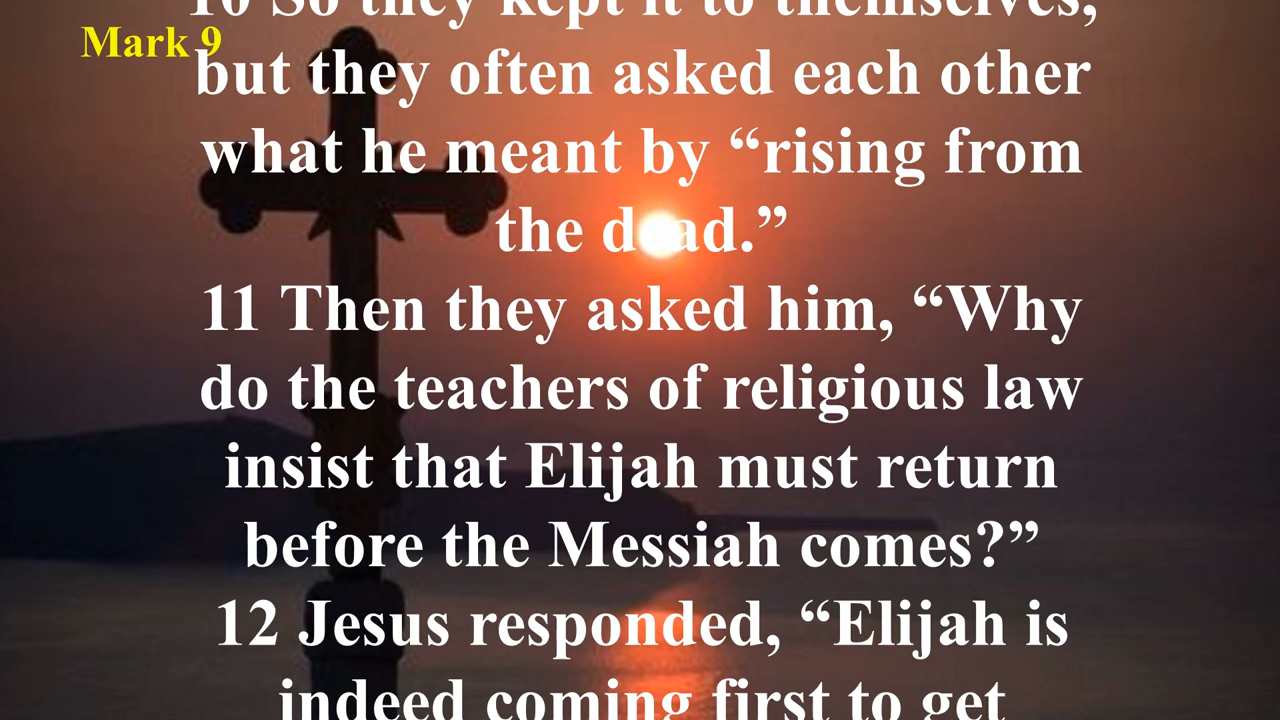 Mark 9
10 So they kept it to themselves,
but they often asked each other
what he meant by “rising from
the dead.”
11 Then they asked him, “Why
do the teachers of religious law
insist that Elijah must return
before the Messiah comes?”
12 Jesus responded, “Elijah is
indeed coming first to get